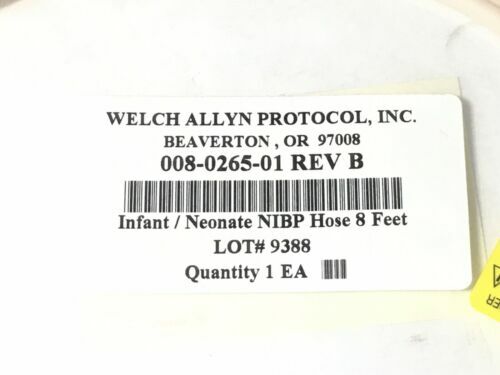 WELCH ALLYN PROTOCOL, INC.
BEAVERTON , OR 97008
008-0265-01 REV B
Infant / Neonate NIBP Hose 8 Feet
LOT# 9388
Quantity 1 EA